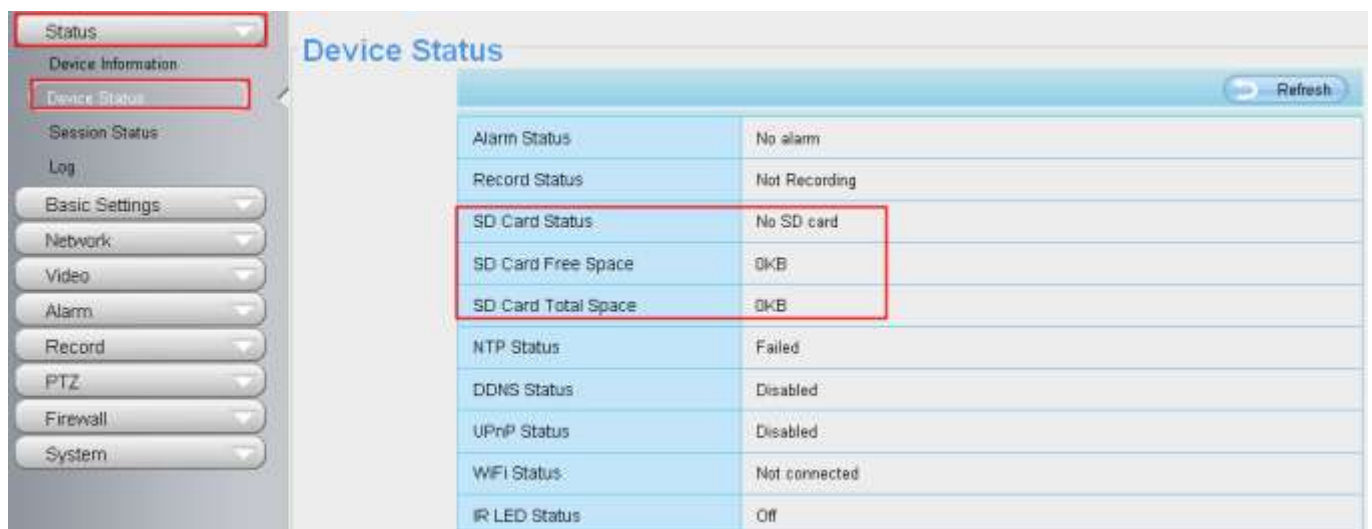 Status
Device Information
Device Status
Session Status
Log
Basic Settings
Network
Video
Alarm
Record
PTZ
Firewall
System
Device Status
Refresh
Alarm Status No alarm
Record Status Not Recording
SD Card Status No SD card
SD Card Free Space 0KB
SD Card Total Space 0KB
NTP Status Failed
DDNS Status Disabled
UPnP Status Disabled
WiFi Status Not connected
IR LED Status Off